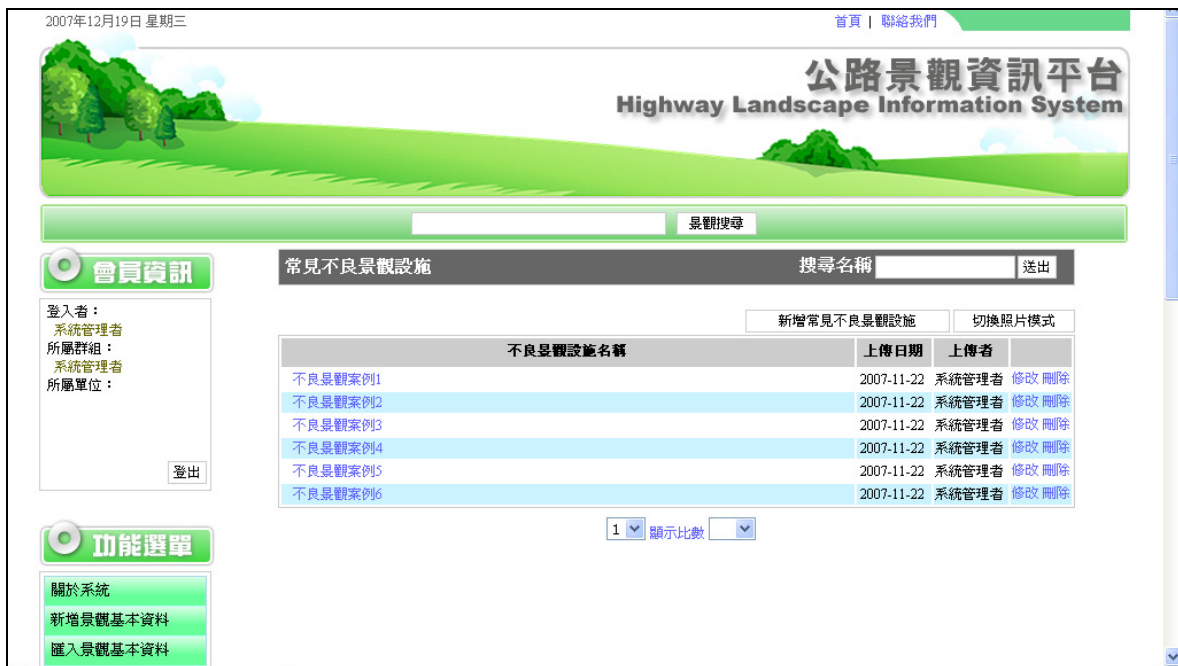 2007年12月19日 星期三
首頁 | 聯絡我們
公路景觀資訊平台
Highway Landscape Information System
景觀搜尋
會員資訊
登入者：
系統管理者
所屬群組：
系統管理者
所屬單位：
登出
功能選單
關於系統
新增景觀基本資料
匯入景觀基本資料
常見不良景觀設施 搜尋名稱 送出
新增常見不良景觀設施 切換照片模式
不良景觀設施名稱 上傳日期 上傳者
不良景觀案例1 2007-11-22 系統管理者 修改 刪除
不良景觀案例2 2007-11-22 系統管理者 修改 刪除
不良景觀案例3 2007-11-22 系統管理者 修改 刪除
不良景觀案例4 2007-11-22 系統管理者 修改 刪除
不良景觀案例5 2007-11-22 系統管理者 修改 刪除
不良景觀案例6 2007-11-22 系統管理者 修改 刪除
1 顯示比數